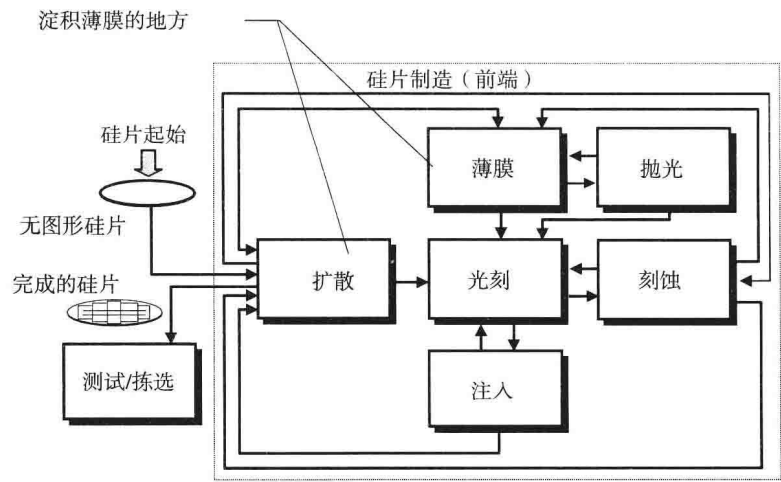 淀积薄膜的地方
硅片制造（前端）
硅片起始
薄膜
抛光
无图形硅片
扩散
光刻
刻蚀
完成的硅片
测试/拣选
注入